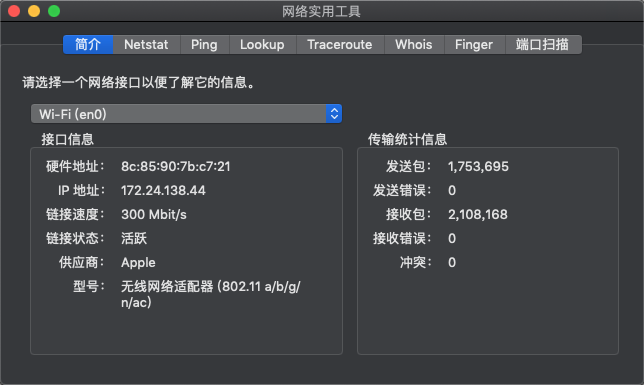 网络实用工具
简介 Netstat Ping Lookup Traceroute Whois Finger 端口扫描
请选择一个网络接口以便了解它的信息。
Wi-Fi (en0)
接口信息
硬件地址： 8c:85:90:7b:c7:21
IP 地址： 172.24.138.44
链接速度： 300 Mbit/s
链接状态： 活跃
供应商： Apple
型号： 无线网络适配器 (802.11 a/b/g/
n/ac)
传输统计信息
发送包： 1,753,695
发送错误： 0
接收包： 2,108,168
接收错误： 0
冲突： 0